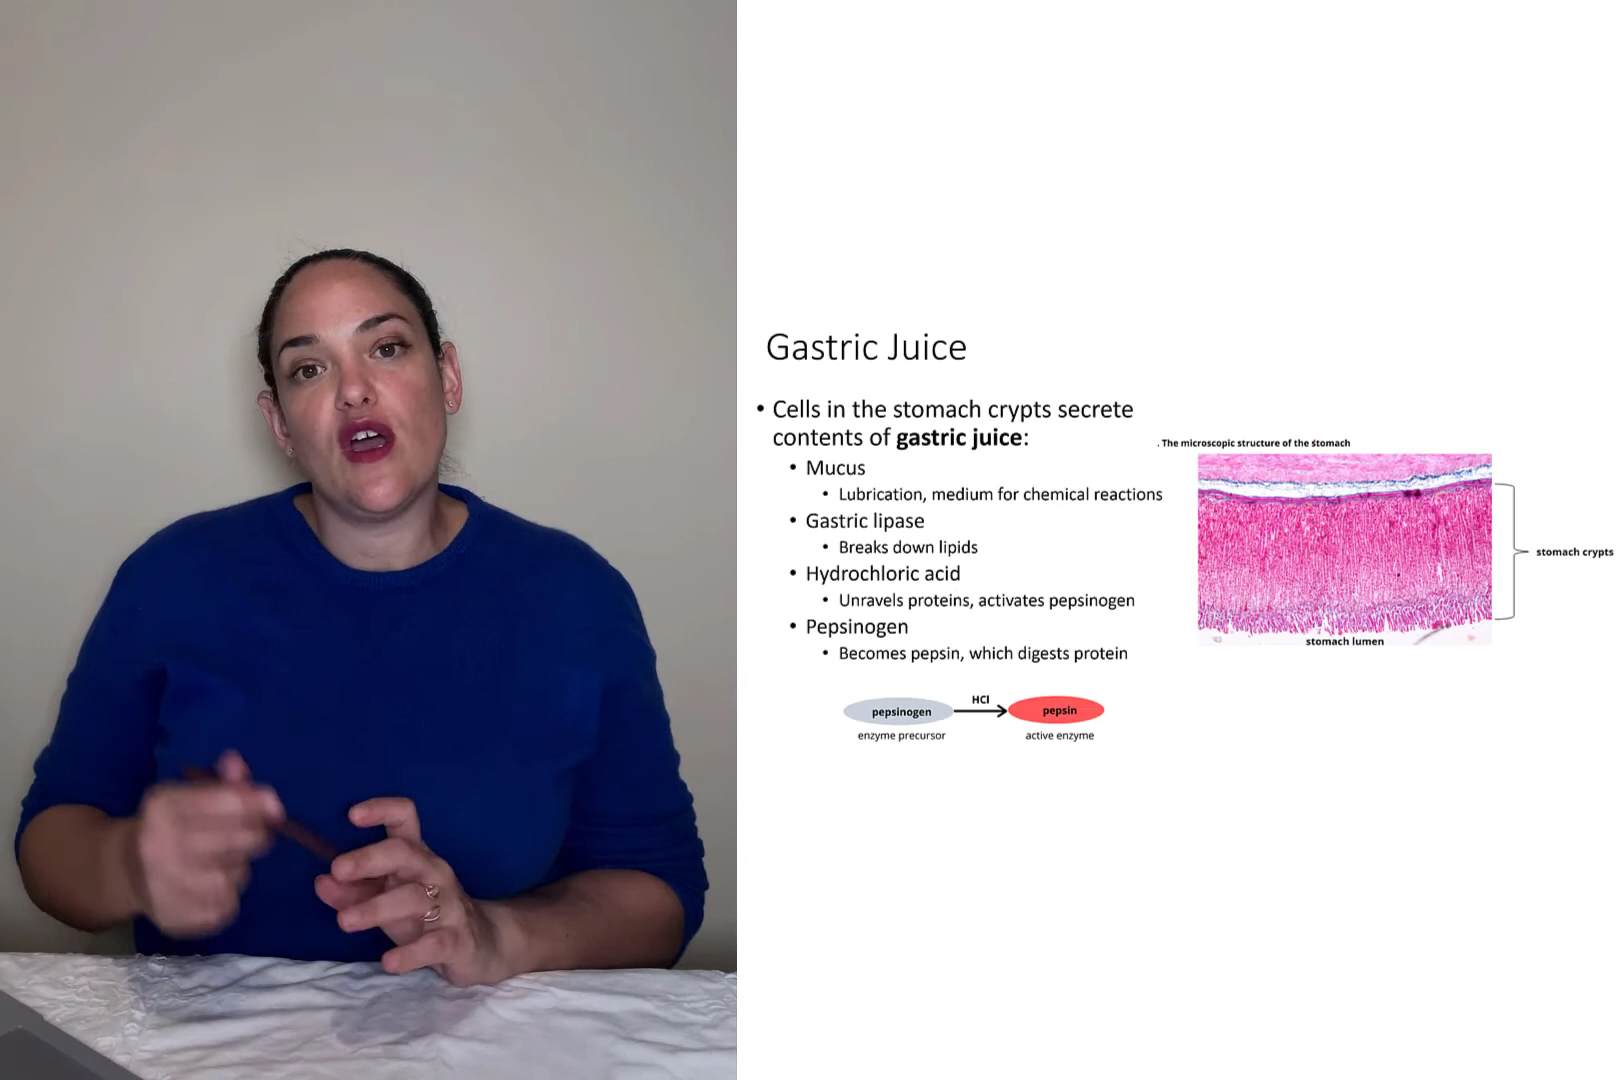 Gastric Juice
• Cells in the stomach crypts secrete
contents of gastric juice:
• Mucus
• Lubrication, medium for chemical reactions
• Gastric lipase
• Breaks down lipids
• Hydrochloric acid
• Unravels proteins, activates pepsinogen
• Pepsinogen
• Becomes pepsin, which digests protein
pepsinogen
HCl
pepsin
enzyme precursor
active enzyme
. The microscopic structure of the stomach
stomach crypts
stomach lumen